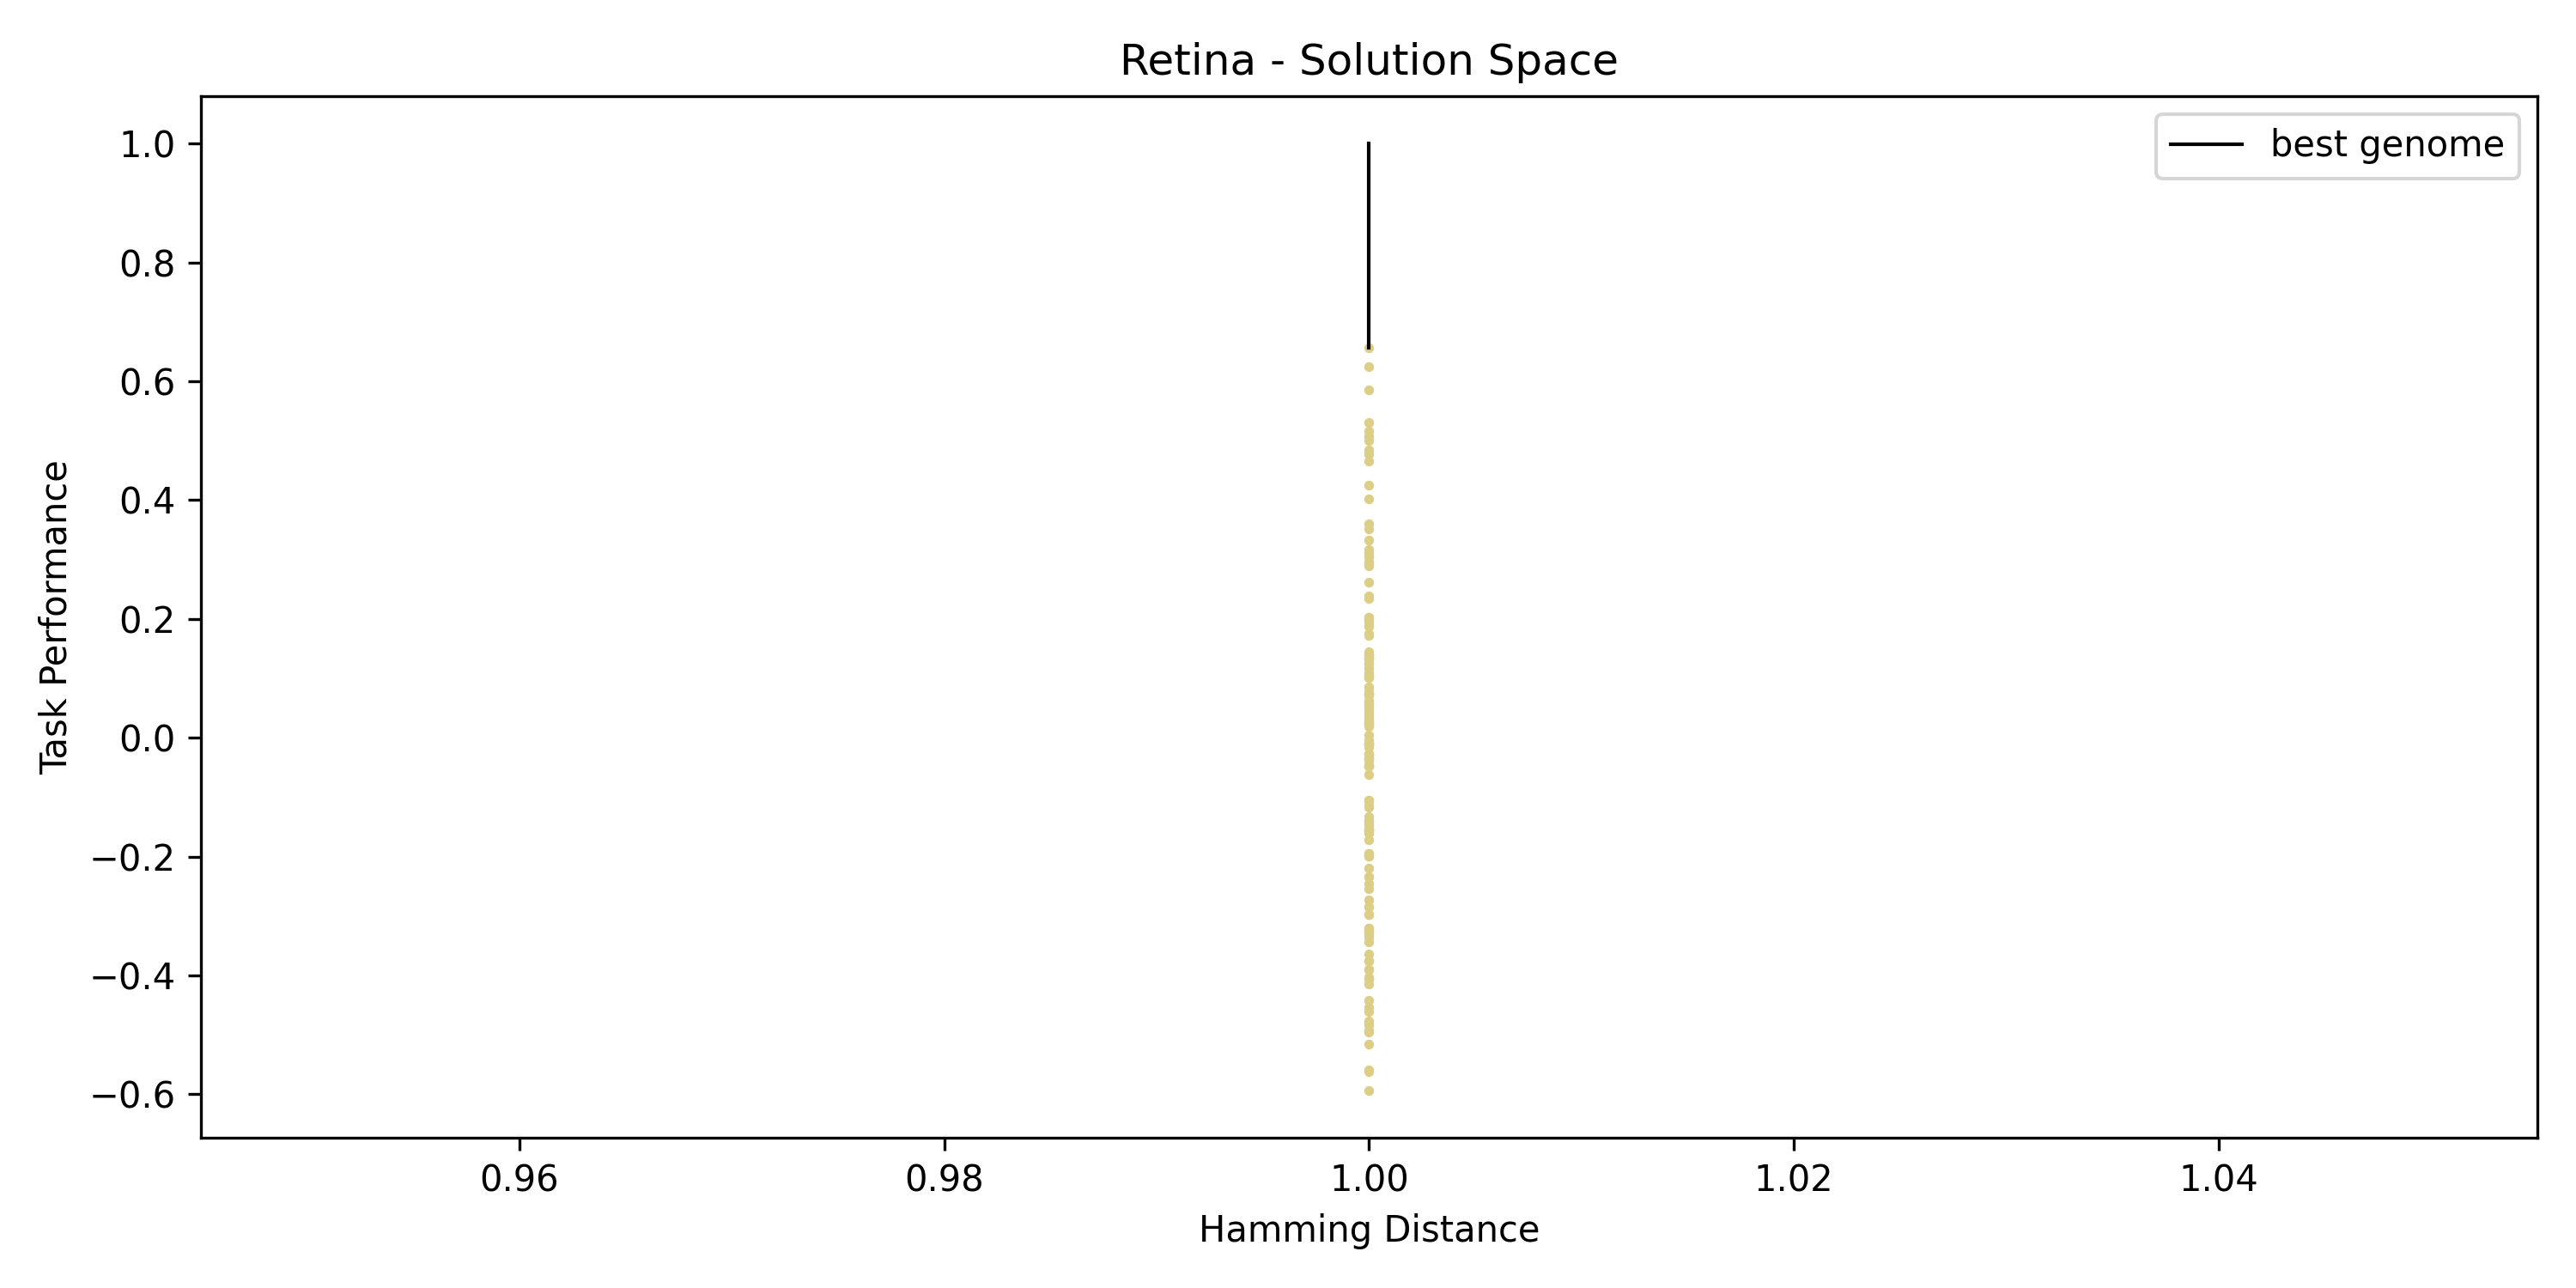 Retina - Solution Space
best genome
Task Performance
1.0
0.8
0.6
0.4
0.2
0.0
−0.2
−0.4
−0.6
0.96 0.98 1.00 1.02 1.04
Hamming Distance